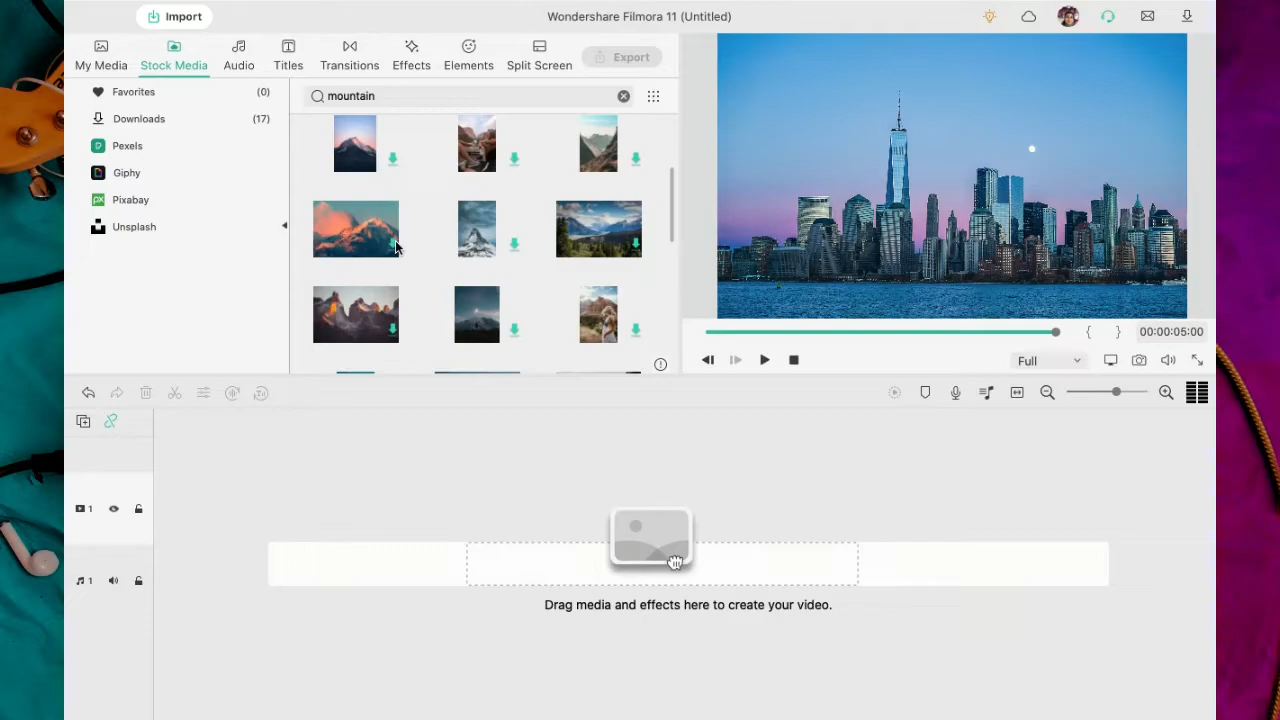 Import
Wondershare Filmora 11 (Untitled)
My Media
Stock Media
Audio
Titles
Transitions
Effects
Elements
Split Screen
Export
Favorites (0)
Downloads (17)
Pexels
Giphy
Pixabay
Unsplash
mountain
00:00:05:00
Full
1
1
Drag media and effects here to create your video.